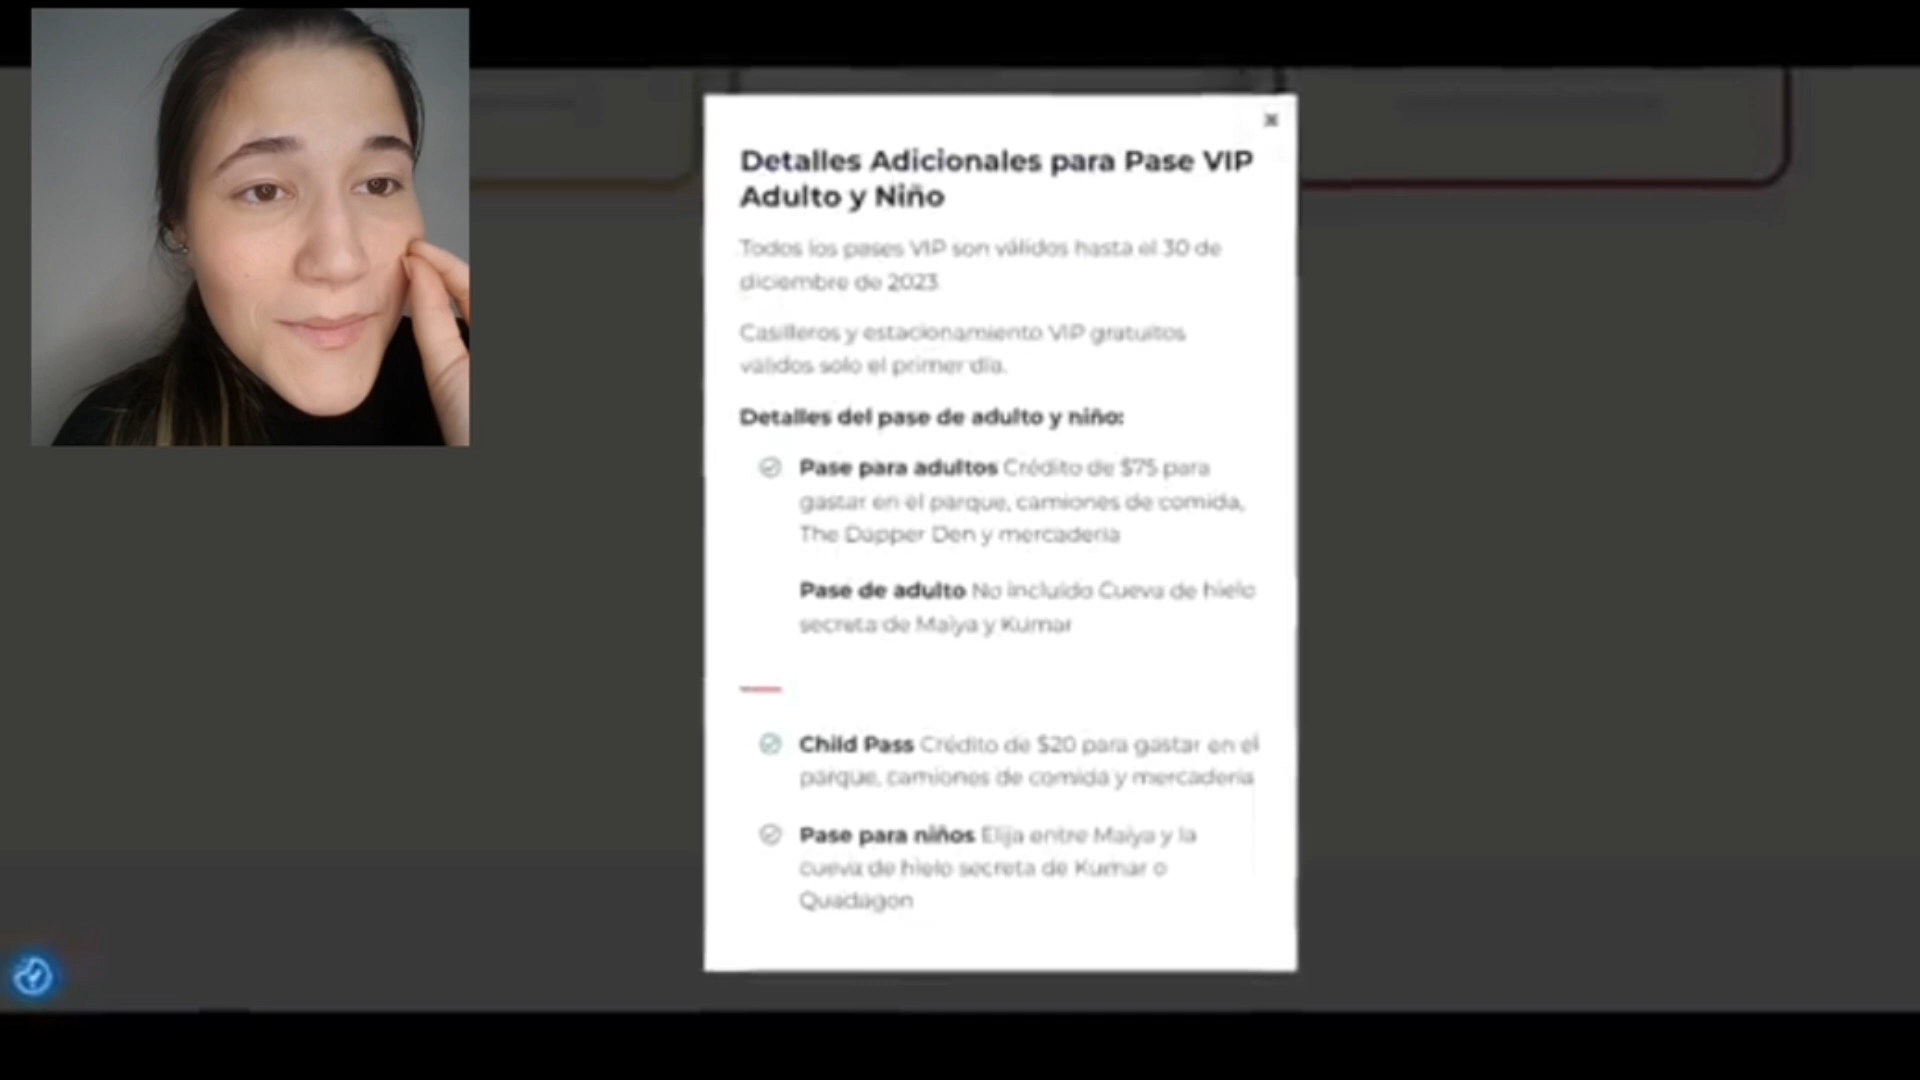 Detalles Adicionales para Pase VIP
Adulto y Niño
Todos los pases VIP son válidos hasta el 30 de
diciembre de 2023
Casilleros y estacionamiento VIP gratuitos
válidos solo el primer día.
Detalles del pase de adulto y niño:
Pase para adultos Crédito de $75 para
gastar en el parque, camiones de comida,
The Dapper Den y mercadería
Pase de adulto No incluido Cueva de hielo
secreta de Maiya y Kumar
Child Pass Crédito de $20 para gastar en el
parque, camiones de comida y mercadería
Pase para niños Elija entre Maiya y la
cueva de hielo secreta de Kumar o
Quadagon